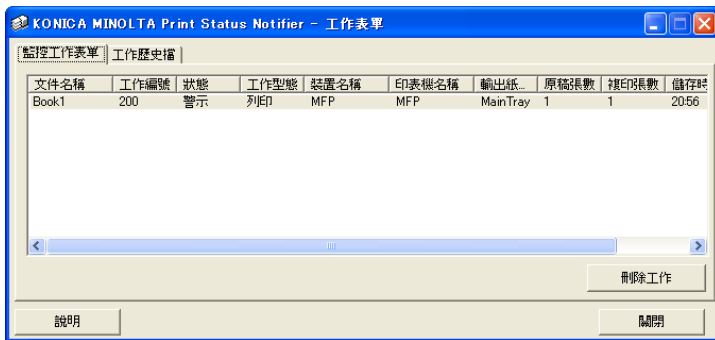 KONICA MINOLTA Print Status Notifier - 工作表單
監控工作表單 工作歷史檔
文件名稱 工作編號 狀態 工作型態 裝置名稱 印表機名稱 輸出紙... 原稿張數 複印張數 儲存時
Book1 200 警示 列印 MFP MFP MainTray 1 1 20:56
刪除工作
說明 關閉